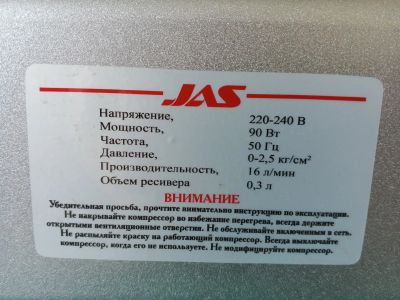 JAS
Напряжение, 220-240 В
Мощность, 90 Вт
Частота, 50 Гц
Давление, 0-2,5 кг/см²
Производительность, 16 л/мин
Объем ресивера 0,3 л
ВНИМАНИЕ
Убедительная просьба, прочтите внимательно инструкцию по эксплуатации.
Не накрывайте компрессор во избежание перегрева, всегда держите
открытыми вентиляционные отверстия. Не обслуживайте включенным в сеть.
Не распыляйте краску на работающий компрессор. Всегда выключайте
компрессор, когда его не используете. Не модифицируйте компрессор.